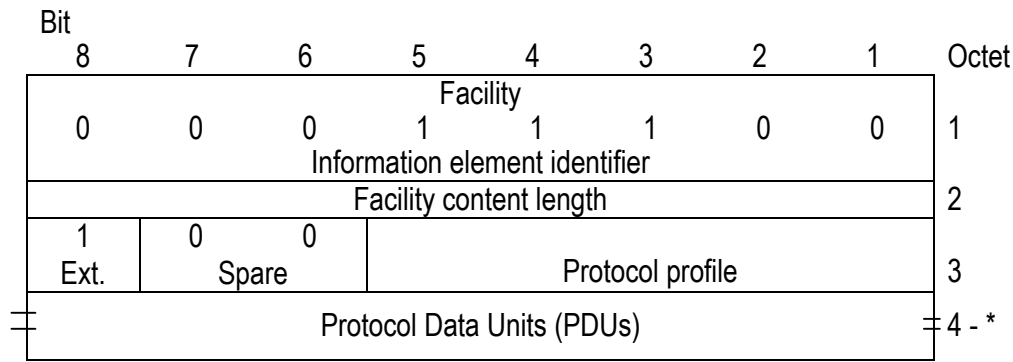 Bit
8 7 6 5 4 3 2 1 Octet
Facility
0 0 0 1 1 1 0 0 1
Information element identifier
Facility content length 2
1 0 0
Ext. Spare Protocol profile 3
Protocol Data Units (PDUs) 4 - *